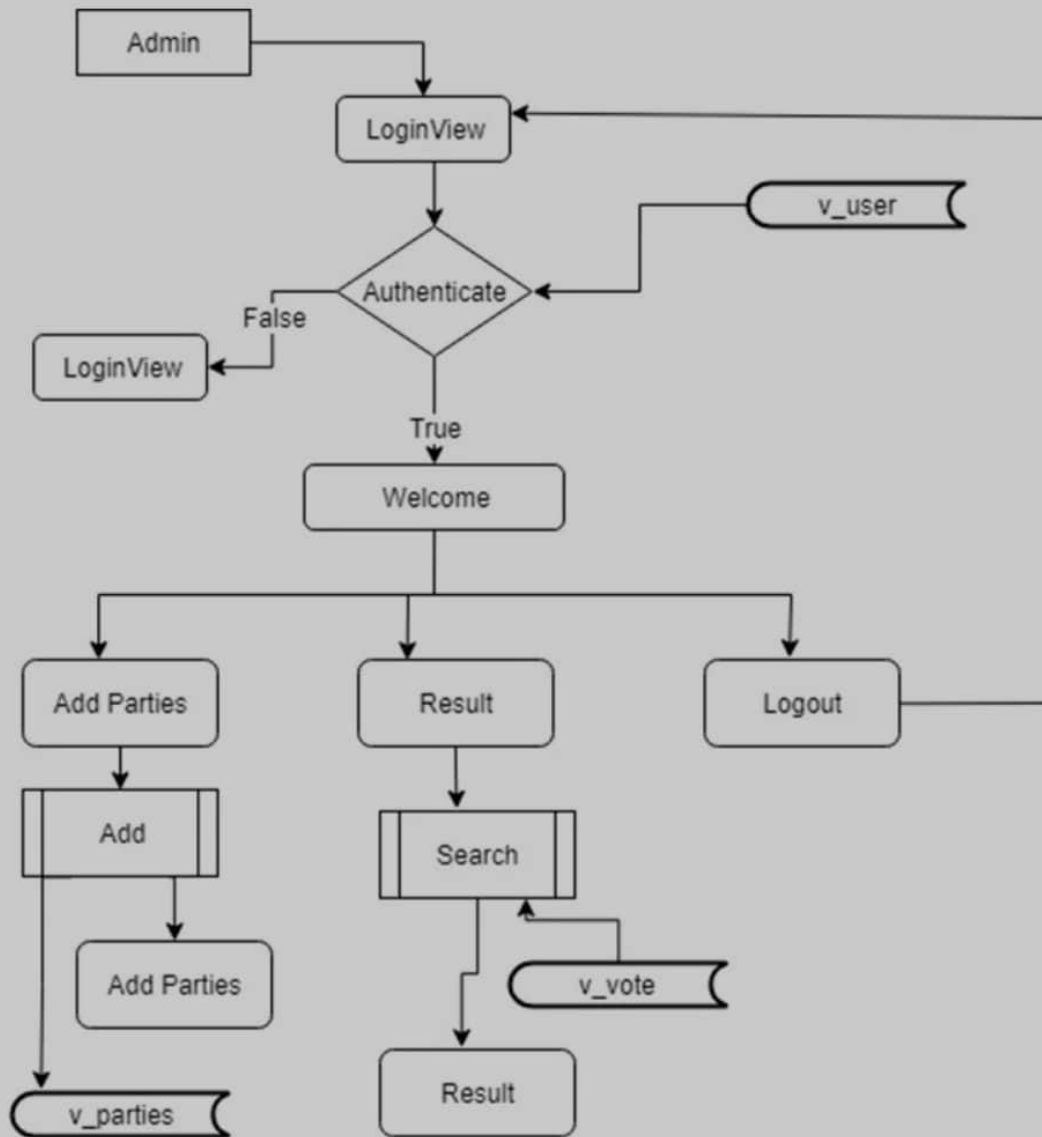 Admin
LoginView
v_user
Authenticate
False
LoginView
True
Welcome
Add Parties
Result
Logout
Add
Search
Add Parties
v_vote
Result
v_parties